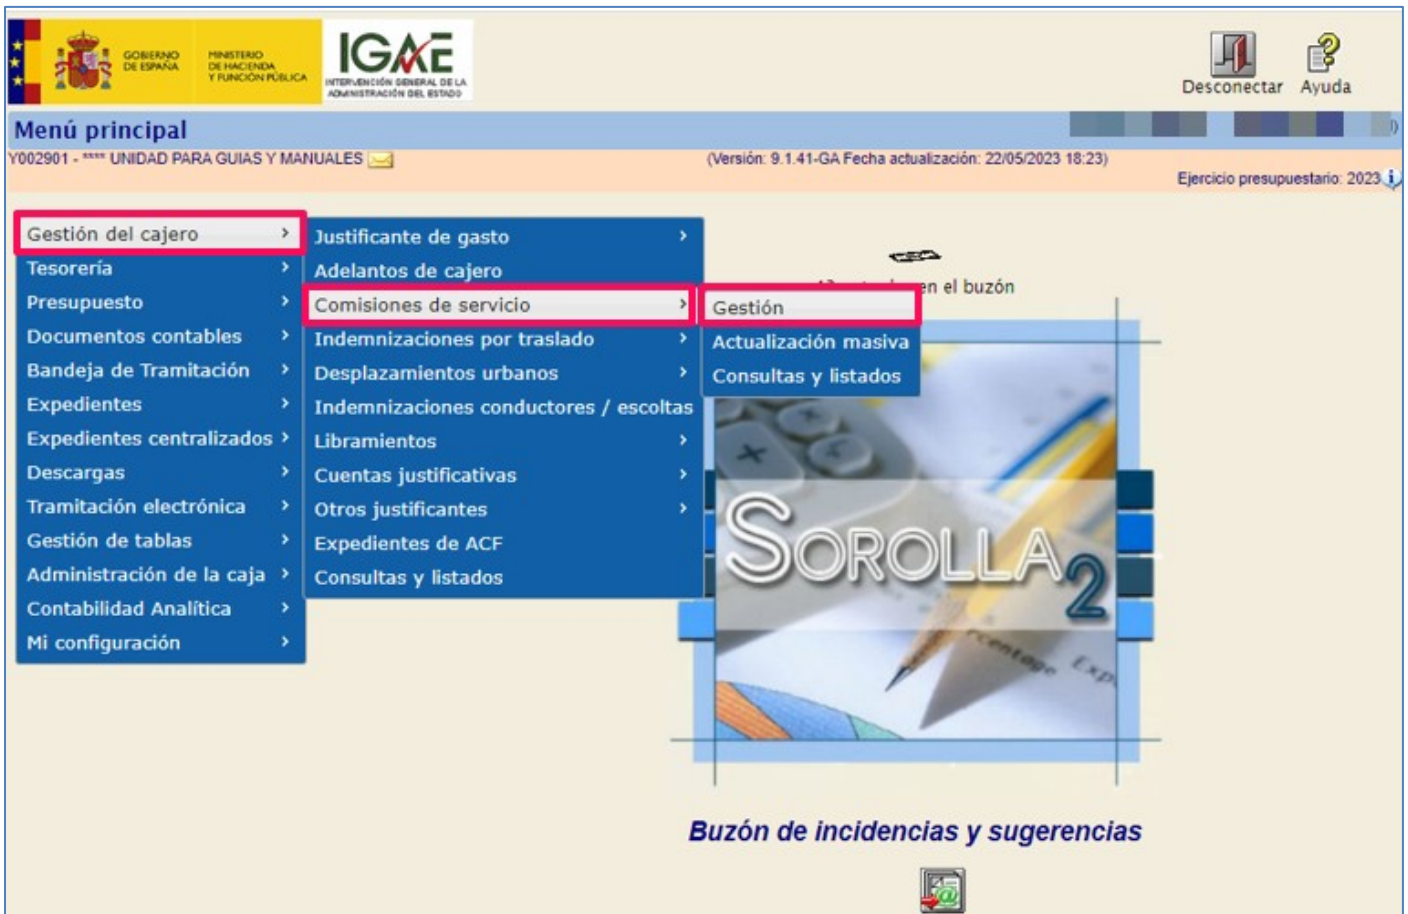 GOBIERNO
DE ESPAÑA
MINISTERIO
DE HACIENDA
Y FUNCIÓN PÚBLICA
IGAE
INTERVENCIÓN GENERAL DE LA
ADMINISTRACIÓN DEL ESTADO
Desconectar
Ayuda
Menú principal
Y002901 - **** UNIDAD PARA GUIAS Y MANUALES
(Versión: 9.1.41-GA Fecha actualización: 22/05/2023 18:23)
Ejercicio presupuestario: 2023
Gestión del cajero
Tesorería
Presupuesto
Documentos contables
Bandeja de Tramitación
Expedientes
Expedientes centralizados
Descargas
Tramitación electrónica
Gestión de tablas
Administración de la caja
Contabilidad Analítica
Mi configuración
Justificante de gasto
Adelantos de cajero
Comisiones de servicio
Indemnizaciones por traslado
Desplazamientos urbanos
Indemnizaciones conductores / escoltas
Libramientos
Cuentas justificativas
Otros justificantes
Expedientes de ACF
Consultas y listados
en el buzón
Gestión
Actualización masiva
Consultas y listados
SOROLLA2
Buzón de incidencias y sugerencias